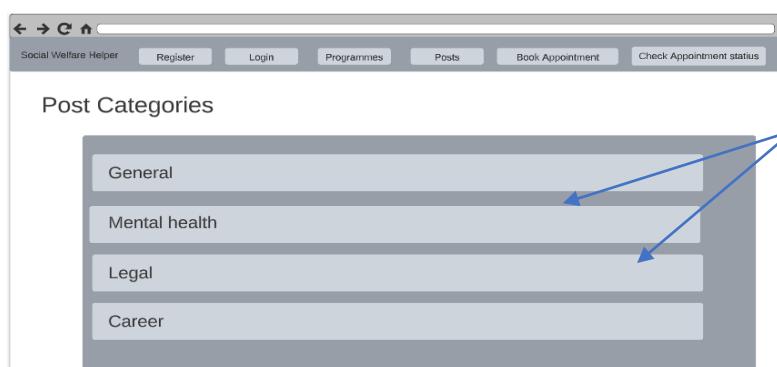 Social Welfare Helper Register Login Programmes Posts Book Appointment Check Appointment statius
Post Categories
General
Mental health
Legal
Career